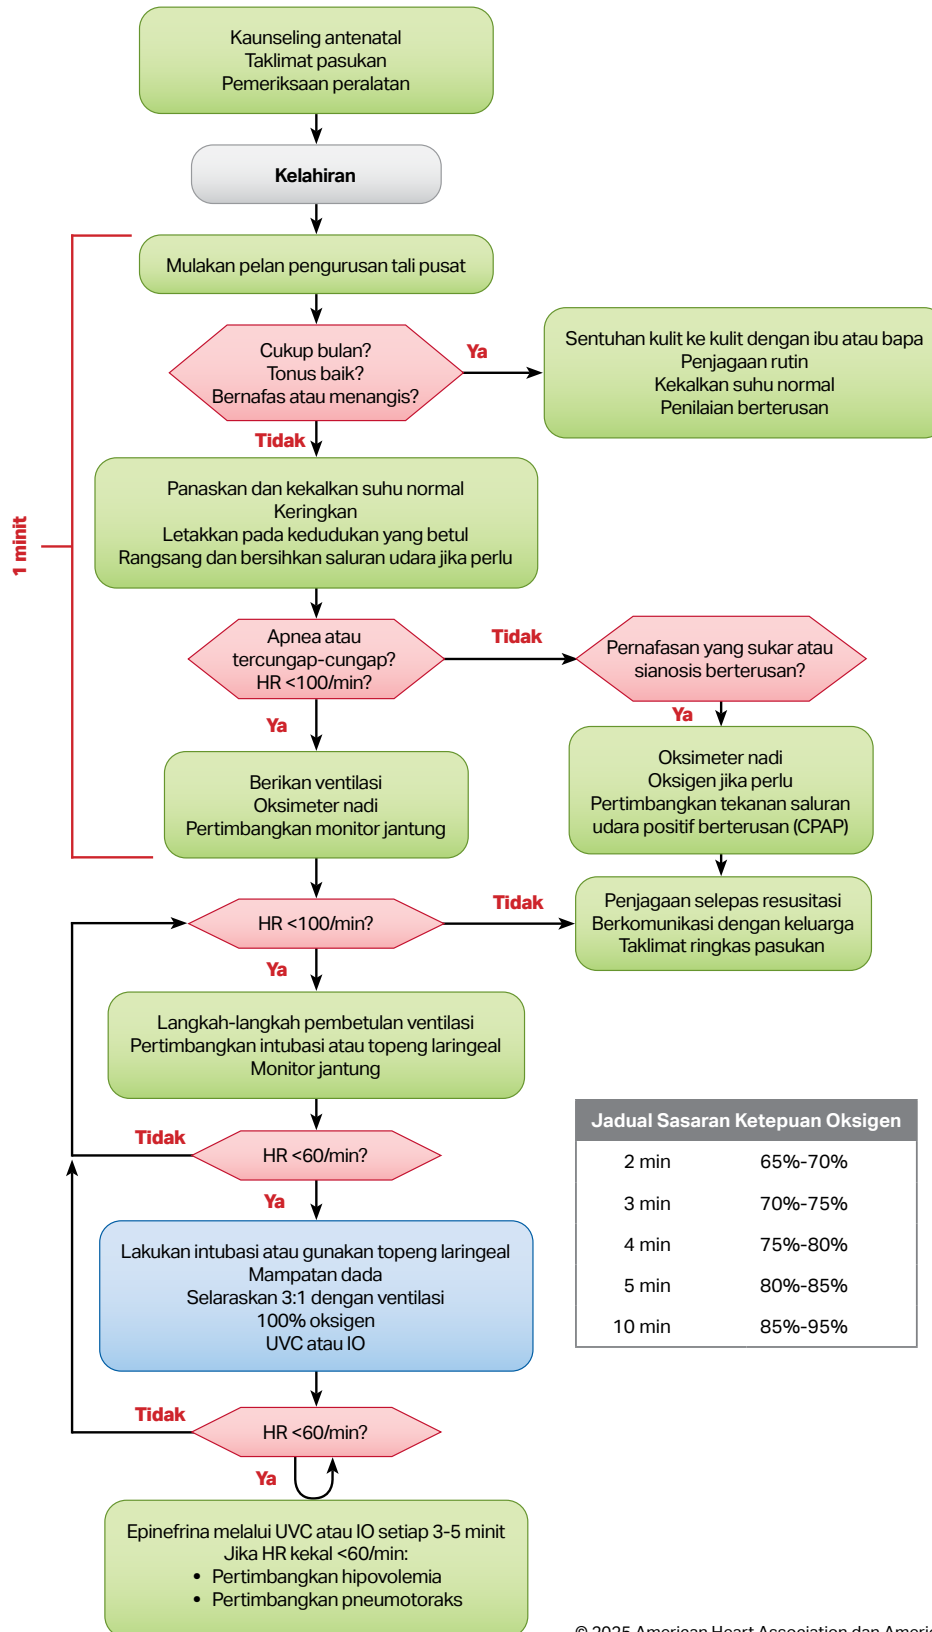 Kaunseling antenatal
Taklimat pasukan
Pemeriksaan peralatan
Kelahiran
Mulakan pelan pengurusan tali pusat
1 minit
Cukup bulan?
Tonus baik?
Bernafas atau menangis?
Ya
Sentuhan kulit ke kulit dengan ibu atau bapa
Penjagaan rutin
Kekalkan suhu normal
Penilaian berterusan
Tidak
Panaskan dan kekalkan suhu normal
Keringkan
Letakkan pada kedudukan yang betul
Rangsang dan bersihkan saluran udara jika perlu
Apnea atau
tercungap-cungap?
HR <100/min?
Tidak
Pernafasan yang sukar atau
sianosis berterusan?
Ya
Ya
Berikan ventilasi
Oksimeter nadi
Pertimbangkan monitor jantung
Oksimeter nadi
Oksigen jika perlu
Pertimbangkan tekanan saluran
udara positif berterusan (CPAP)
HR <100/min?
Tidak
Penjagaan selepas resusitasi
Berkomunikasi dengan keluarga
Taklimat ringkas pasukan
Ya
Langkah-langkah pembetulan ventilasi
Pertimbangkan intubasi atau topeng laringeal
Monitor jantung
Tidak
HR <60/min?
Ya
Lakukan intubasi atau gunakan topeng laringeal
Mampatan dada
Selaraskan 3:1 dengan ventilasi
100% oksigen
UVC atau IO
Tidak
HR <60/min?
Ya
Epinefrina melalui UVC atau IO setiap 3-5 minit
Jika HR kekal <60/min:
• Pertimbangkan hipovolemia
• Pertimbangkan pneumotoraks
Jadual Sasaran Ketepuan Oksigen
2 min 65%-70%
3 min 70%-75%
4 min 75%-80%
5 min 80%-85%
10 min 85%-95%
© 2025 American Heart Association dan